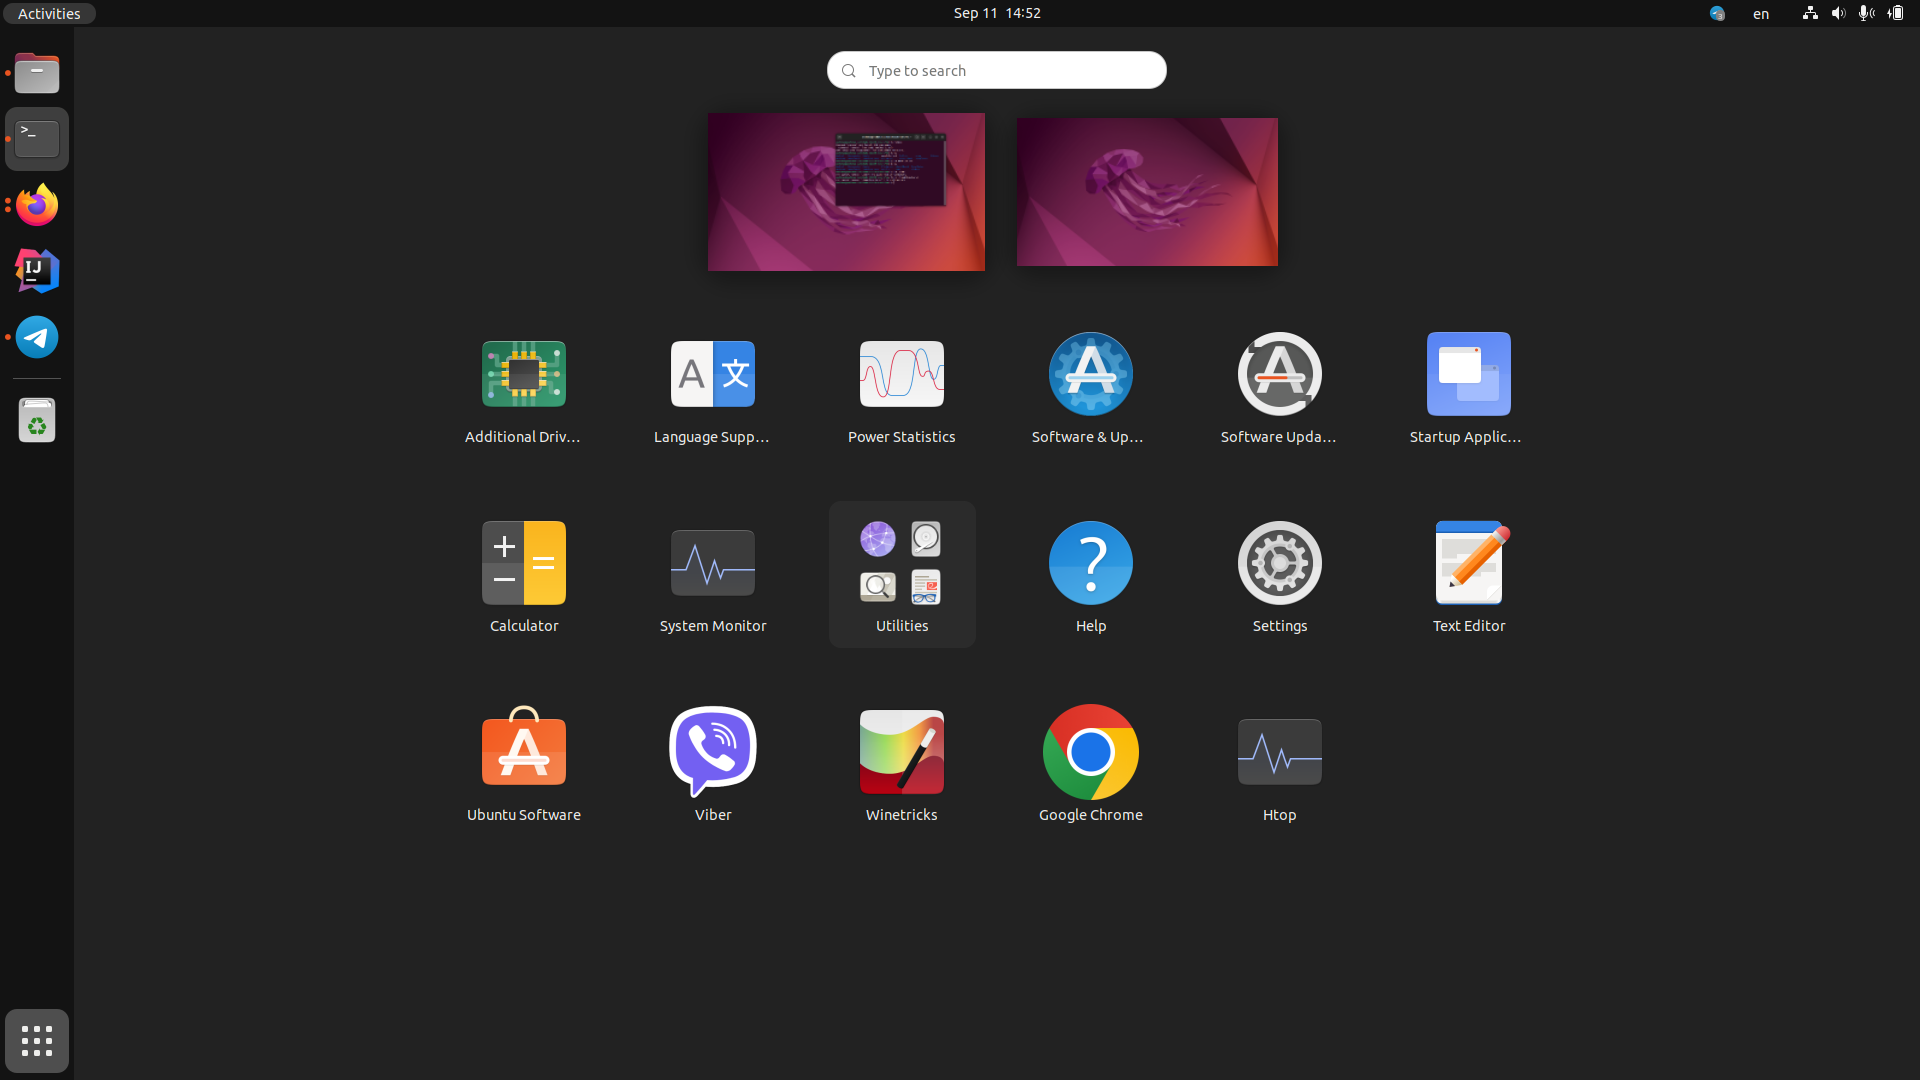 Activities
Sep 11 14:52
en
Type to search
>_
IJ
Additional Driv...
Language Supp...
Power Statistics
Software & Up...
Software Upda...
Startup Applic...
Calculator
System Monitor
Utilities
Help
Settings
Text Editor
Ubuntu Software
Viber
Winetricks
Google Chrome
Htop